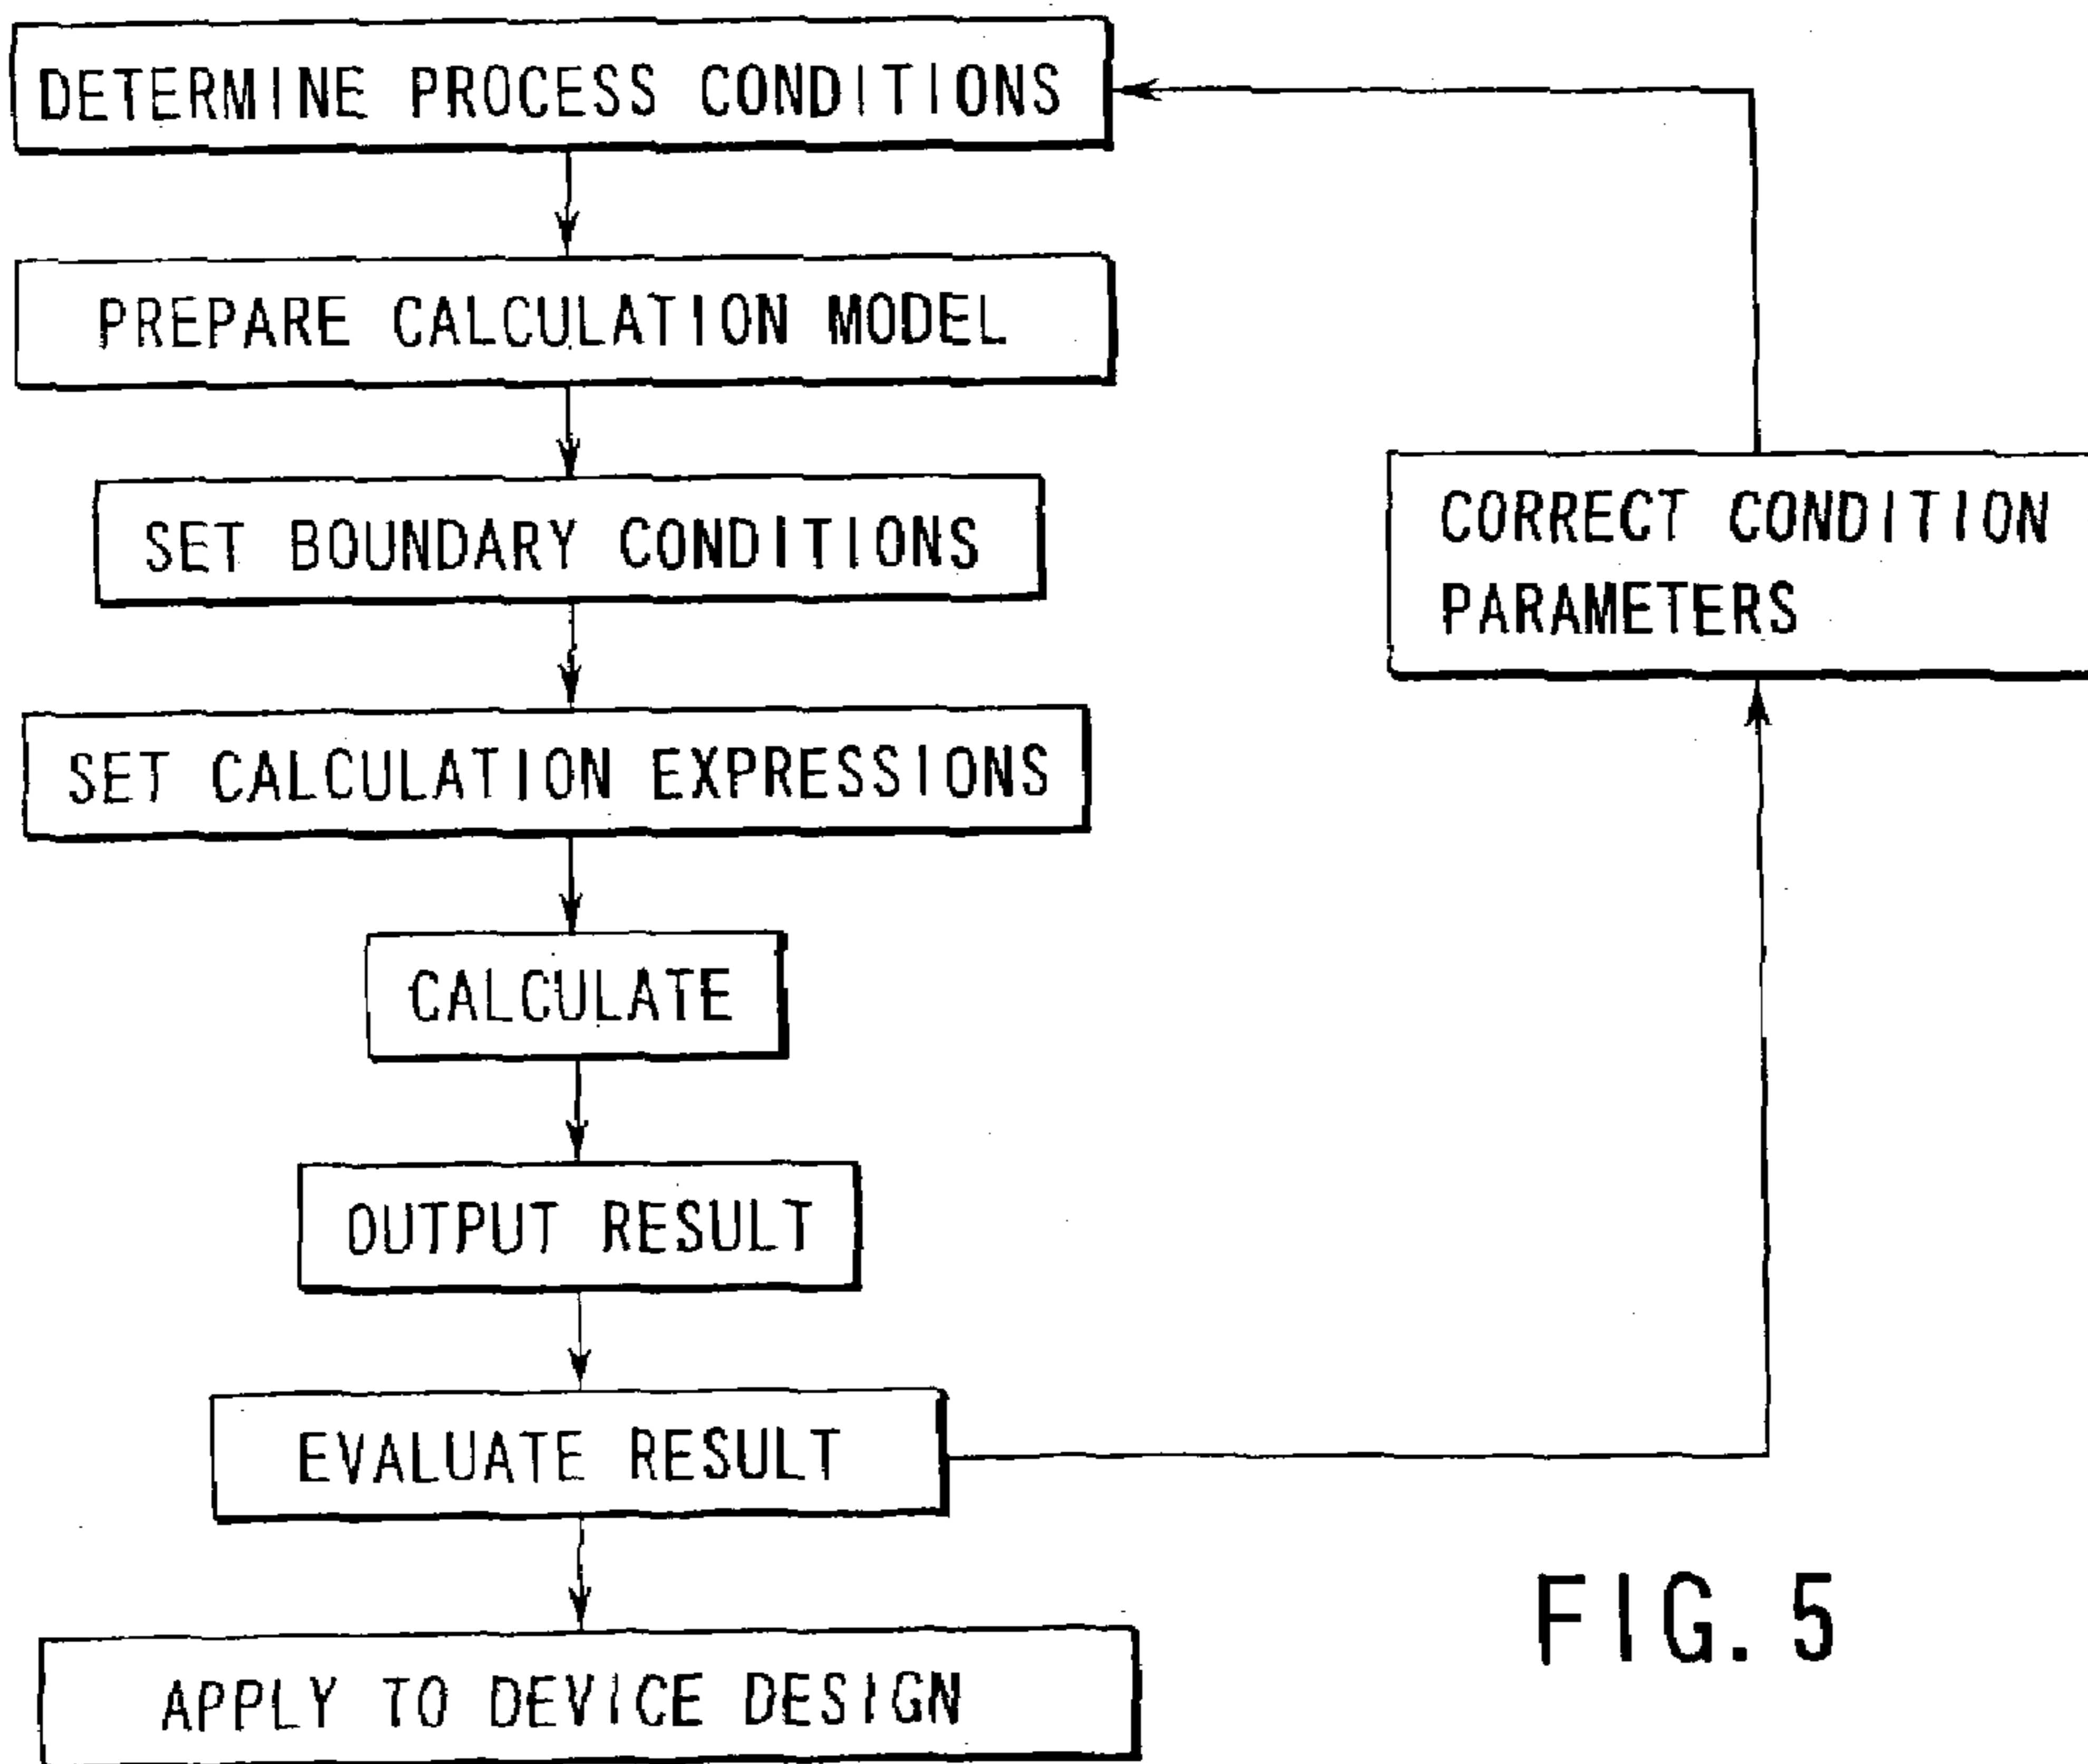 DETERMINE PROCESS CONDITIONS
PREPARE CALCULATION MODEL
SET BOUNDARY CONDITIONS
CORRECT CONDITION
PARAMETERS
SET CALCULATION EXPRESSIONS
CALCULATE
OUTPUT RESULT
EVALUATE RESULT
APPLY TO DEVICE DESIGN
FIG. 5